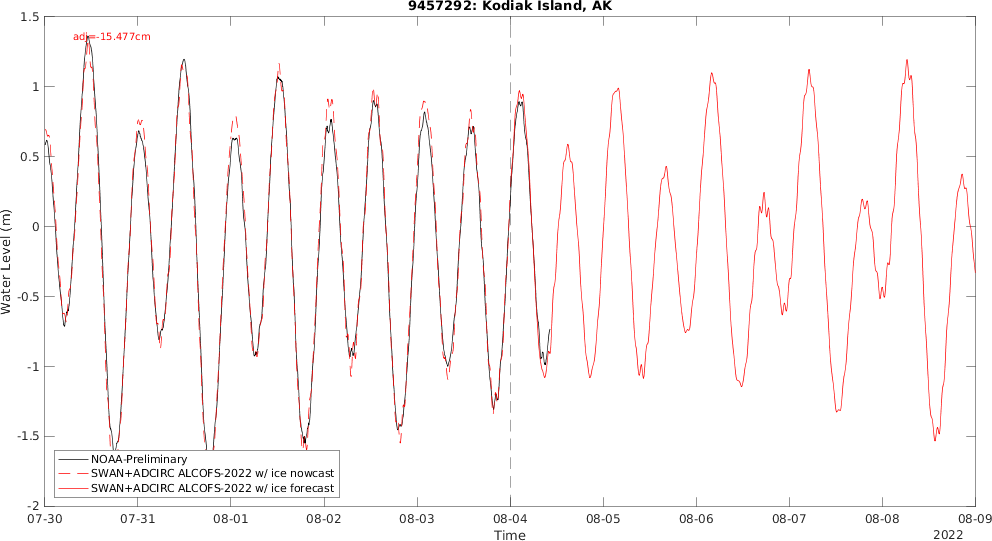 9457292: Kodiak Island, AK
adj=-15.477cm
Water Level (m)
1.5
1
0.5
0
-0.5
-1
-1.5
-2
NOAA-Preliminary
SWAN+ADCIRC ALCOFS-2022 w/ ice nowcast
SWAN+ADCIRC ALCOFS-2022 w/ ice forecast
07-30 07-31 08-01 08-02 08-03 08-04 08-05 08-06 08-07 08-08 08-09
Time
2022